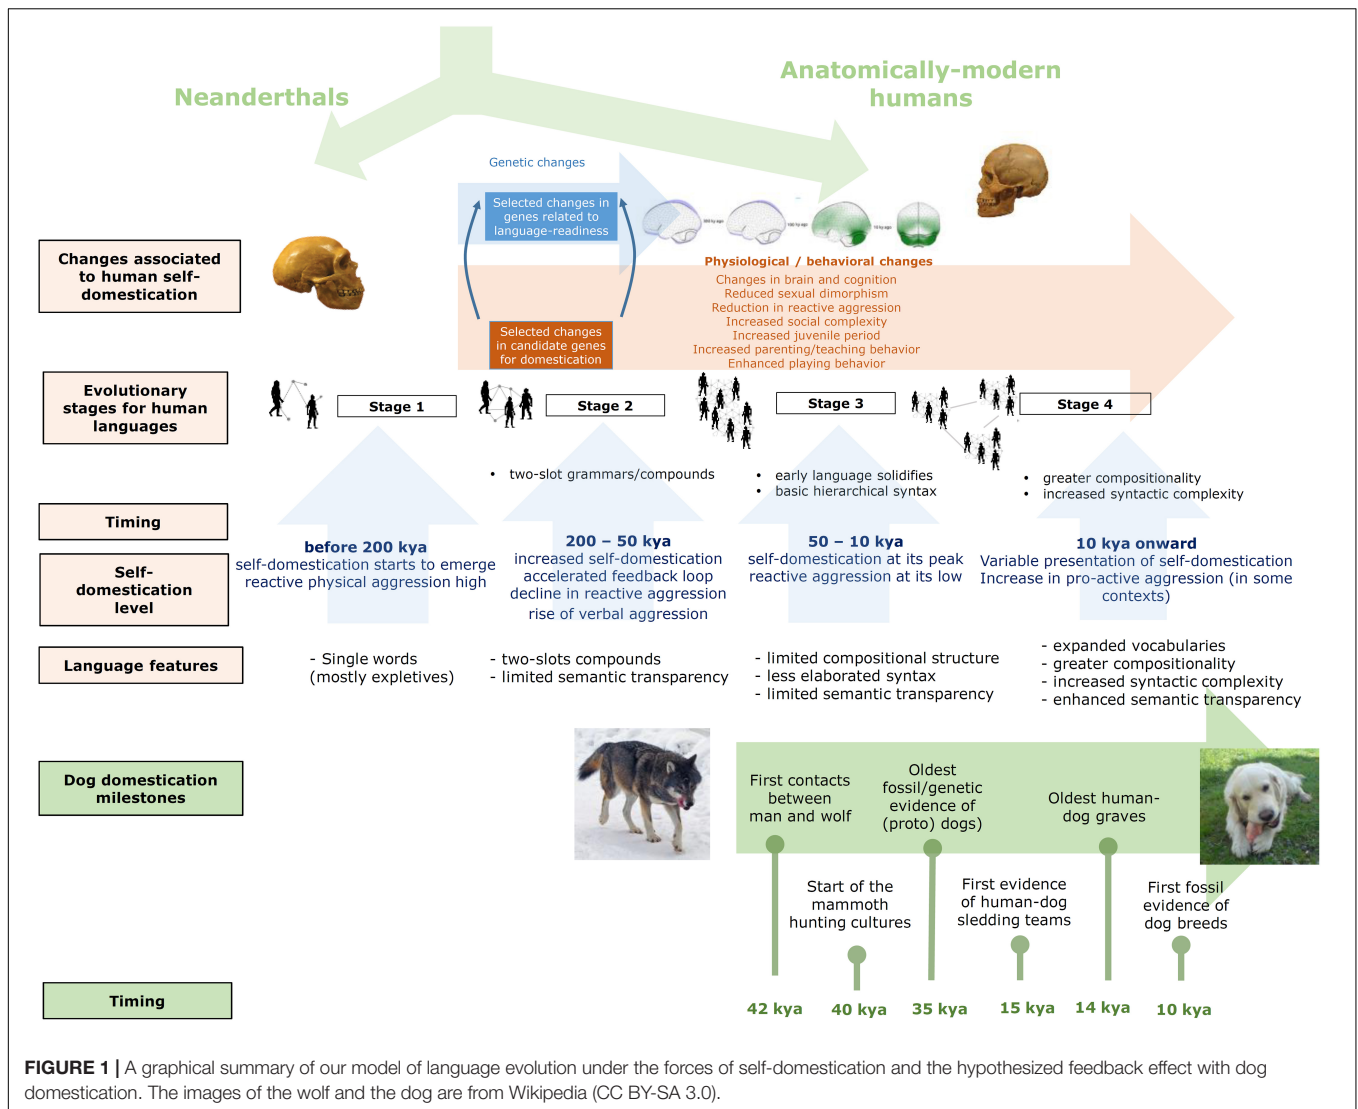 Neanderthals
Anatomically-modern
humans
Genetic changes
Selected changes in
genes related to
language-readiness
Changes associated
to human self-
domestication
Physiological / behavioral changes
Changes in brain and cognition
Reduced sexual dimorphism
Reduction in reactive aggression
Increased social complexity
Increased juvenile period
Increased parenting/teaching behavior
Enhanced playing behavior
Selected changes
in candidate genes
for domestication
Evolutionary
stages for human
languages
Stage 1
Stage 2
Stage 3
Stage 4
• two-slot grammars/compounds
• early language solidifies
• basic hierarchical syntax
• greater compositionality
• increased syntactic complexity
Timing
before 200 kya
200 – 50 kya
50 – 10 kya
10 kya onward
Self-
domestication
level
self-domestication starts to emerge
reactive physical aggression high
increased self-domestication
accelerated feedback loop
decline in reactive aggression
rise of verbal aggression
self-domestication at its peak
reactive aggression at its low
Variable presentation of self-domestication
Increase in pro-active aggression (in some
contexts)
Language features
- Single words
(mostly expletives)
- two-slots compounds
- limited semantic transparency
- limited compositional structure
- less elaborated syntax
- limited semantic transparency
- expanded vocabularies
- greater compositionality
- increased syntactic complexity
- enhanced semantic transparency
Dog domestication
milestones
First contacts
between
man and wolf
Oldest
fossil/genetic
evidence of
(proto) dogs)
Oldest human-
dog graves
Start of the
mammoth
hunting cultures
First evidence
of human-dog
sledding teams
First fossil
evidence of
dog breeds
Timing
42 kya
40 kya
35 kya
15 kya
14 kya
10 kya
FIGURE 1 | A graphical summary of our model of language evolution under the forces of self-domestication and the hypothesized feedback effect with dog
domestication. The images of the wolf and the dog are from Wikipedia (CC BY-SA 3.0).